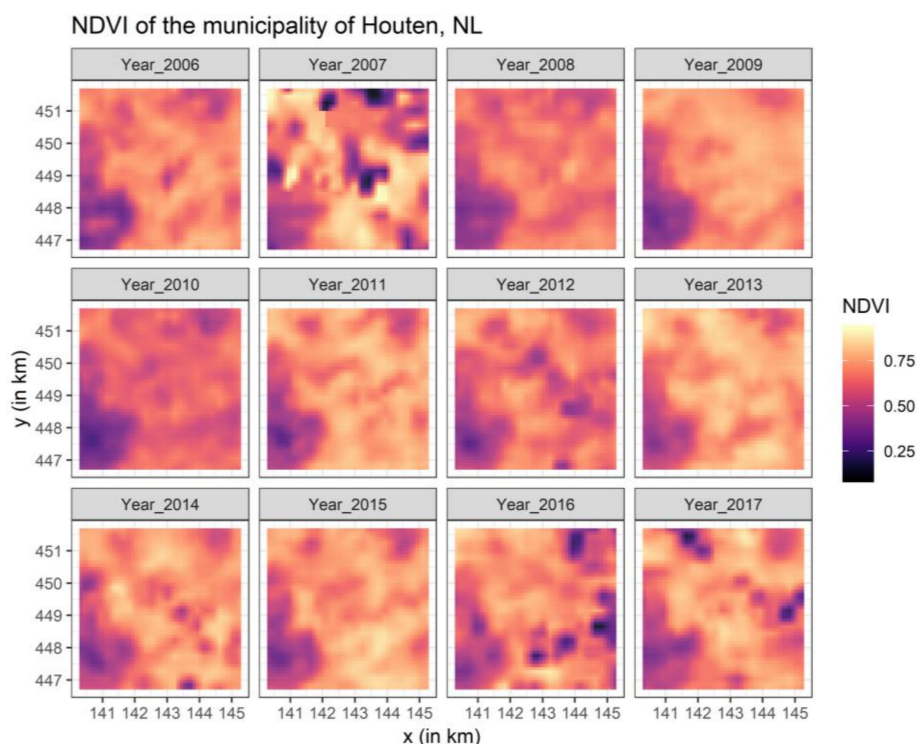 NDVI of the municipality of Houten, NL
Year_2006 Year_2007 Year_2008 Year_2009
451
450
449
448
447
Year_2010 Year_2011 Year_2012 Year_2013
451
450
449
448
447
Year_2014 Year_2015 Year_2016 Year_2017
451
450
449
448
447
141 142 143 144 145 141 142 143 144 145 141 142 143 144 145 141 142 143 144 145
x (in km)
y (in km)
NDVI
0.75
0.50
0.25